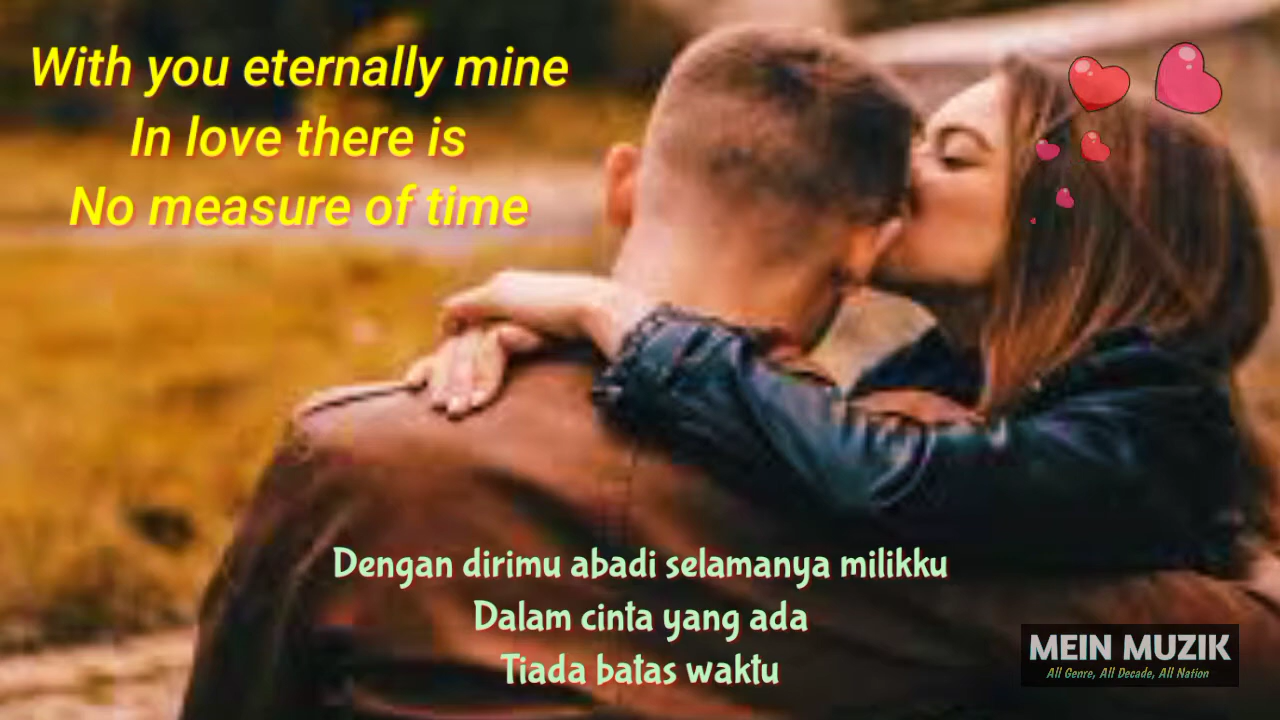 With you eternally mine
In love there is
No measure of time
Dengan dirimu abadi selamanya milikku
Dalam cinta yang ada
Tiada batas waktu
MEIN MUZIK
All Genre, All Decade, All Nation